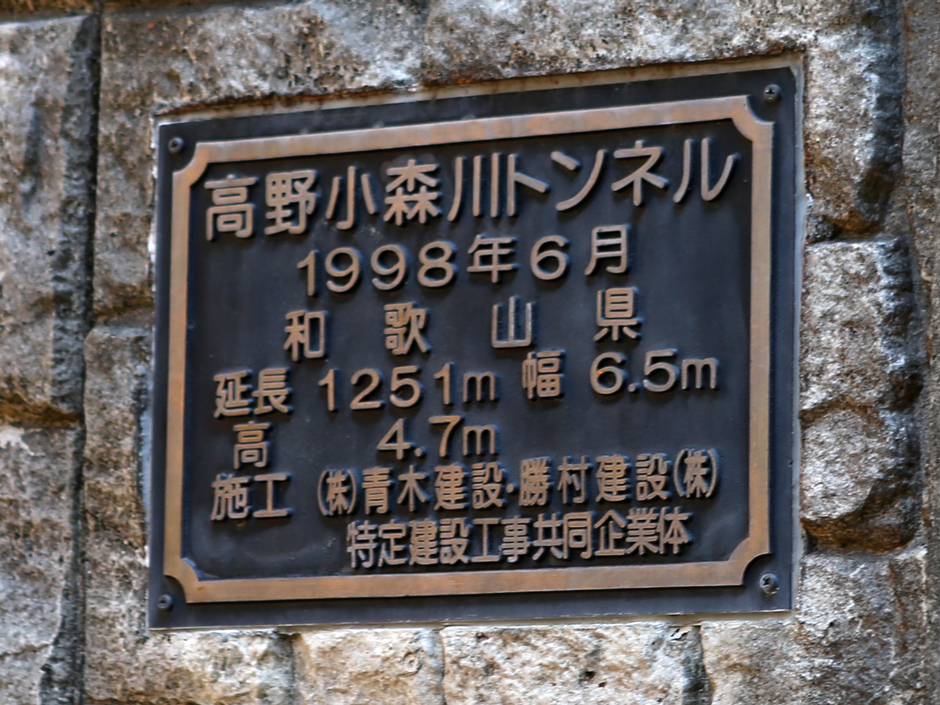 高野小森川トンネル
1998年6月
和歌山県
延長 1251m 幅 6.5m
高 4.7m
施工 (株)青木建設・勝村建設(株)
特定建設工事共同企業体